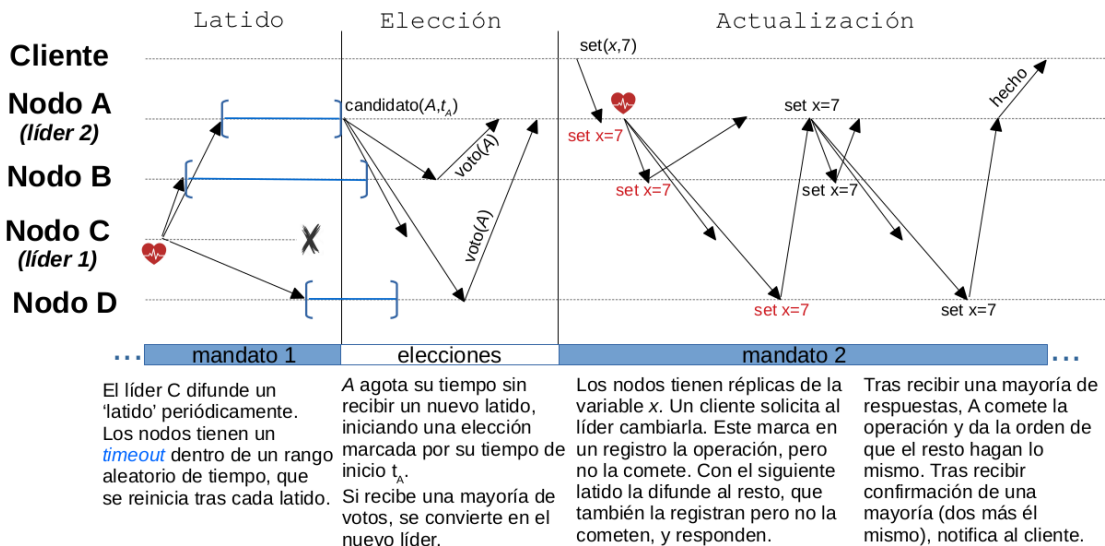 Latido
Elección
Actualización
Cliente
set(x,7)
hecho
Nodo A
(líder 2)
candidato(A,tA)
set x=7
set x=7
Nodo B
voto(A)
set x=7
set x=7
Nodo C
(líder 1)
X
voto(A)
Nodo D
set x=7
set x=7
... mandato 1
elecciones
mandato 2 ...
El líder C difunde un
‘latido’ periódicamente.
Los nodos tienen un
timeout dentro de un rango
aleatorio de tiempo, que
se reinicia tras cada latido.
A agota su tiempo sin
recibir un nuevo latido,
iniciando una elección
marcada por su tiempo de
inicio tA.
Si recibe una mayoría de
votos, se convierte en el
nuevo líder.
Los nodos tienen réplicas de la
variable x. Un cliente solicita al
líder cambiarla. Este marca en
un registro la operación, pero
no la comete. Con el siguiente
latido la difunde al resto, que
también la registran pero no la
cometen, y responden.
Tras recibir una mayoría de
respuestas, A comete la
operación y da la orden de
que el resto hagan lo
mismo. Tras recibir
confirmación de una
mayoría (dos más él
mismo), notifica al cliente.